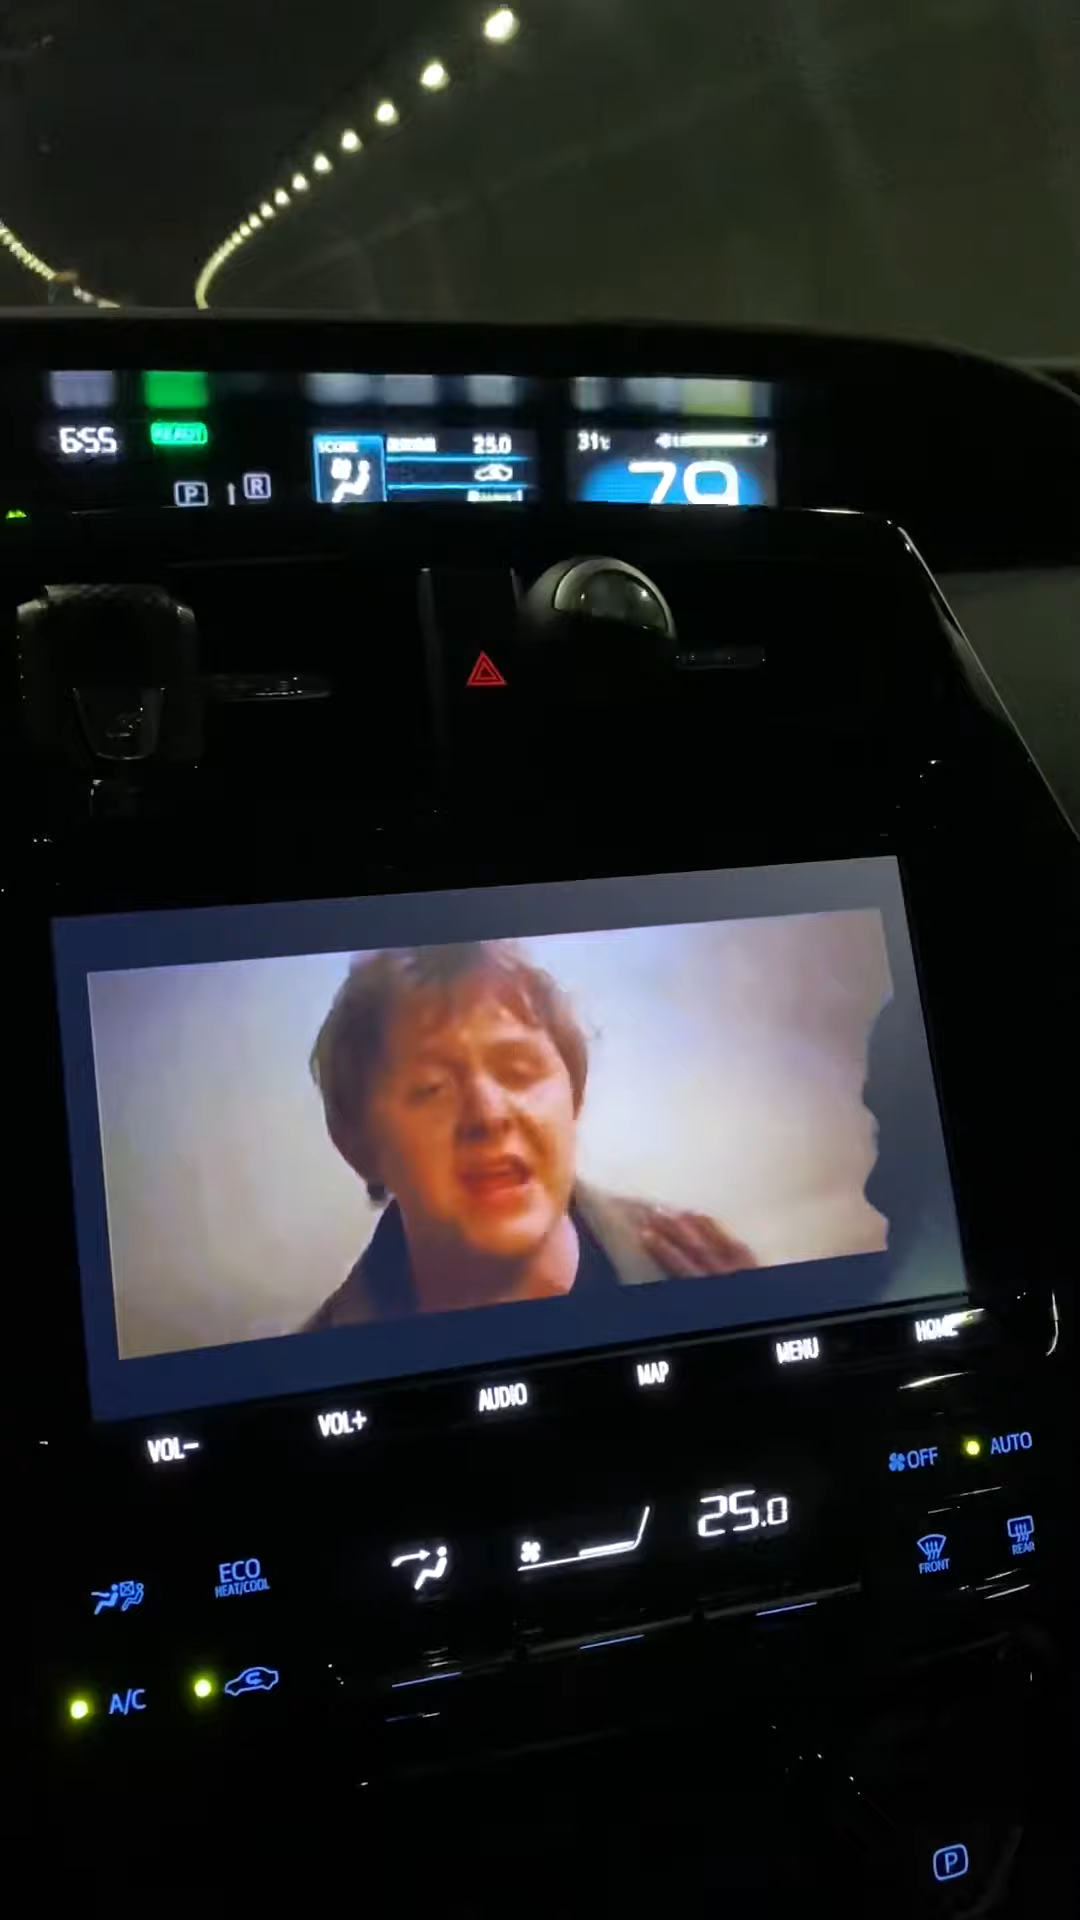 6:55
READY
P
R
SCORE
25.0
31℃
79
HOME
MENU
MAP
AUDIO
VOL+
VOL−
OFF
AUTO
25.0
FRONT
REAR
ECO
HEAT/COOL
A/C
P